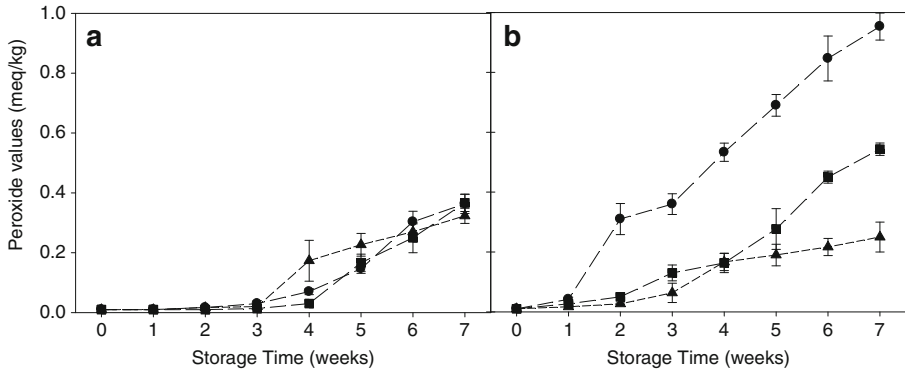 a
b
Peroxide values (meq/kg)
1.0
0.8
0.6
0.4
0.2
0.0
0 1 2 3 4 5 6 7
0 1 2 3 4 5 6 7
Storage Time (weeks)
Storage Time (weeks)